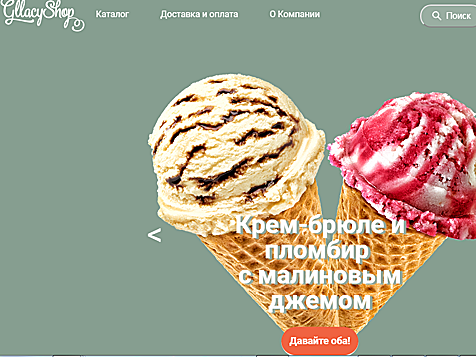 GllacyShop
Каталог
Доставка и оплата
О Компании
Поиск
<
Крем-брюле и
пломбир
с малиновым
джемом
Давайте оба!